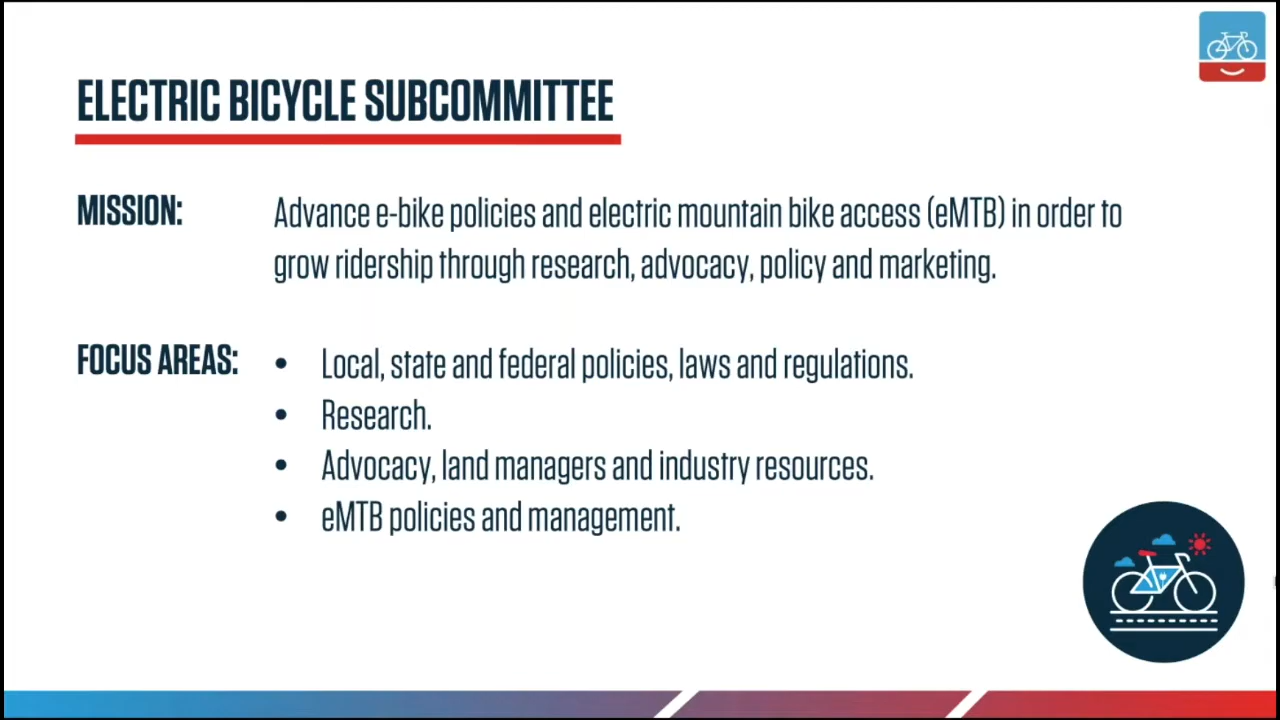 ELECTRIC BICYCLE SUBCOMMITTEE
MISSION:
Advance e-bike policies and electric mountain bike access (eMTB) in order to
grow ridership through research, advocacy, policy and marketing.
FOCUS AREAS:
• Local, state and federal policies, laws and regulations.
• Research.
• Advocacy, land managers and industry resources.
• eMTB policies and management.